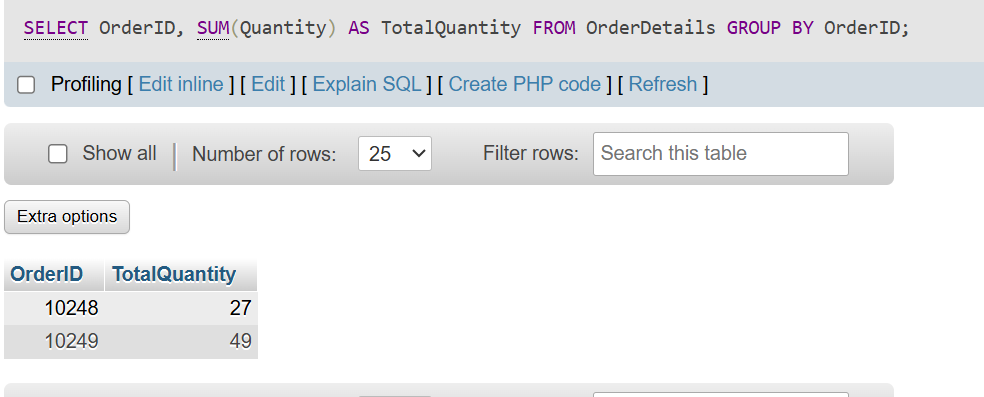 SELECT OrderID, SUM(Quantity) AS TotalQuantity FROM OrderDetails GROUP BY OrderID;
Profiling [ Edit inline ] [ Edit ] [ Explain SQL ] [ Create PHP code ] [ Refresh ]
Show all | Number of rows: 25 Filter rows: Search this table
Extra options
OrderID TotalQuantity
10248 27
10249 49